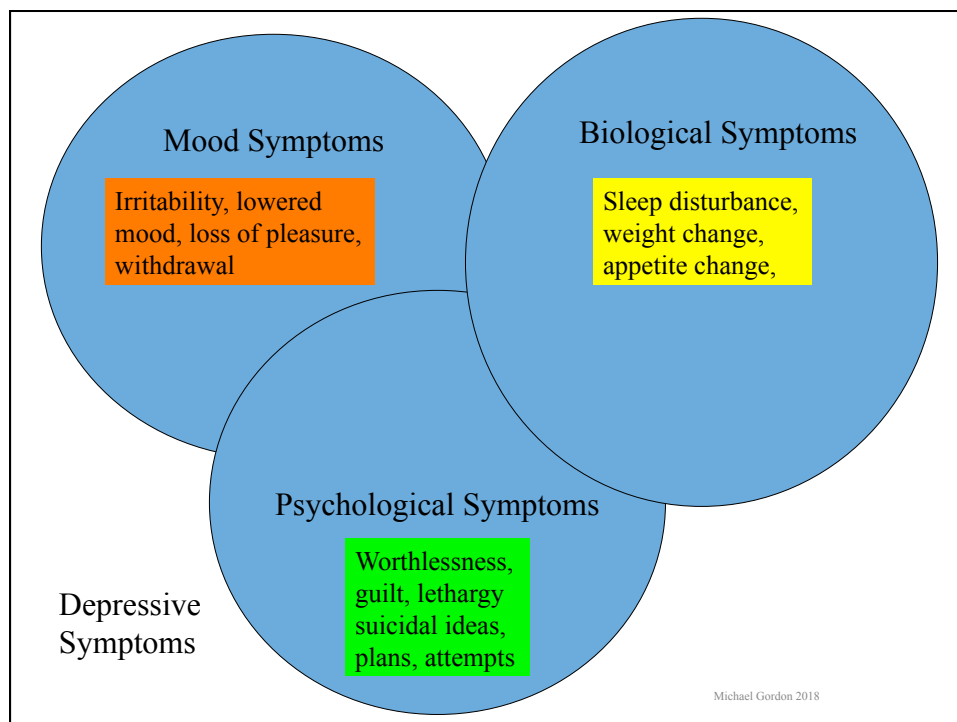 Mood Symptoms
Irritability, lowered
mood, loss of pleasure,
withdrawal
Biological Symptoms
Sleep disturbance,
weight change,
appetite change,
Psychological Symptoms
Worthlessness,
guilt, lethargy
suicidal ideas,
plans, attempts
Depressive
Symptoms
Michael Gordon 2018